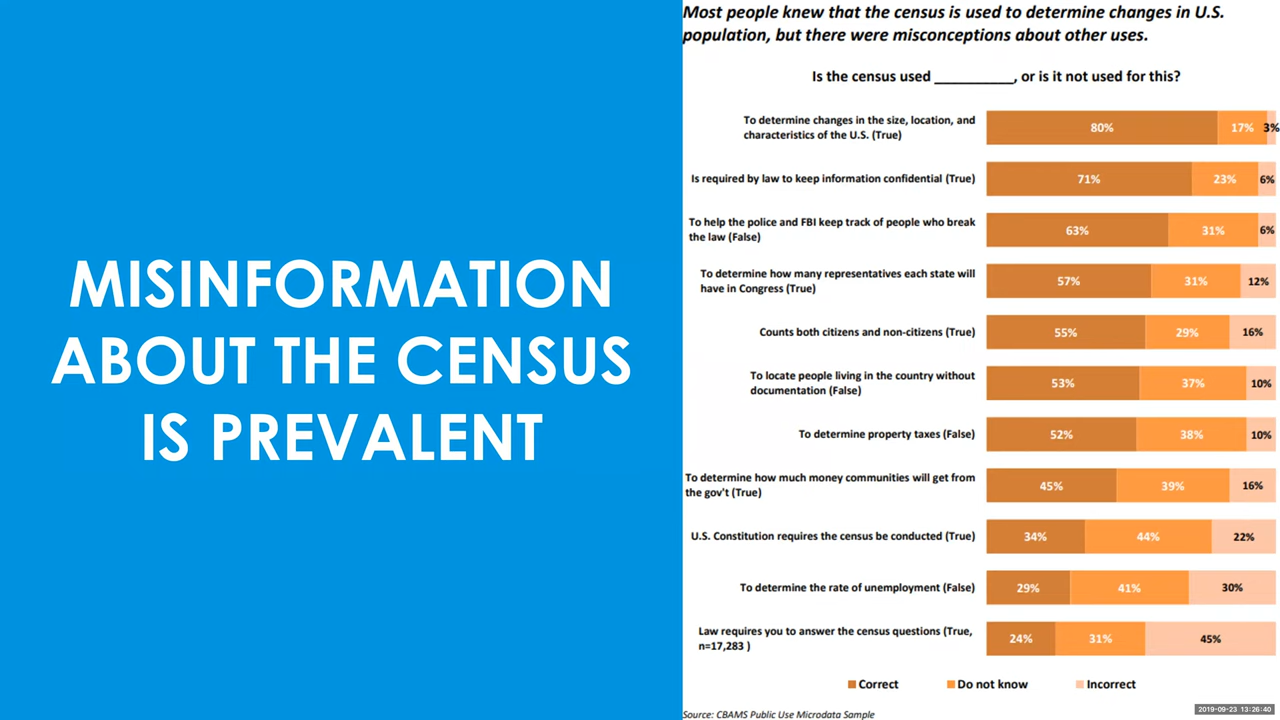 MISINFORMATION
ABOUT THE CENSUS
IS PREVALENT
Most people knew that the census is used to determine changes in U.S.
population, but there were misconceptions about other uses.
Is the census used __________, or is it not used for this?
To determine changes in the size, location, and
characteristics of the U.S. (True)
80% 17% 3%
Is required by law to keep information confidential (True)
71% 23% 6%
To help the police and FBI keep track of people who break
the law (False)
63% 31% 6%
To determine how many representatives each state will
have in Congress (True)
57% 31% 12%
Counts both citizens and non-citizens (True)
55% 29% 16%
To locate people living in the country without
documentation (False)
53% 37% 10%
To determine property taxes (False)
52% 38% 10%
To determine how much money communities will get from
the gov't (True)
45% 39% 16%
U.S. Constitution requires the census be conducted (True)
34% 44% 22%
To determine the rate of unemployment (False)
29% 41% 30%
Law requires you to answer the census questions (True,
n=17,283 )
24% 31% 45%
Correct Do not know Incorrect
Source: CBAMS Public Use Microdata Sample
2019-09-23 13:26:40